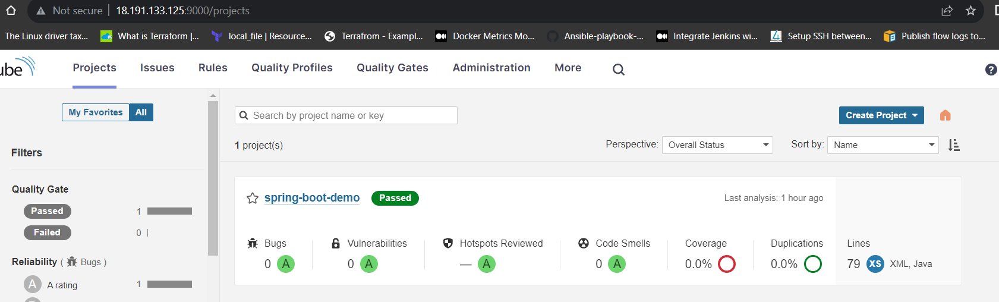 Not secure 18.191.133.125:9000/projects
The Linux driver tax... What is Terraform |... local_file | Resource... Terrafrom - Exampl... Docker Metrics Mo... Ansible-playbook-... Integrate Jenkins wi... Setup SSH between... Publish flow logs to...
ube Projects Issues Rules Quality Profiles Quality Gates Administration More ?
My Favorites All
Search by project name or key
Create Project
1 project(s)
Perspective: Overall Status Sort by: Name
Filters
Quality Gate
Passed 1
Failed 0
Reliability ( Bugs )
A A rating 1
spring-boot-demo Passed Last analysis: 1 hour ago
Bugs Vulnerabilities Hotspots Reviewed Code Smells Coverage Duplications Lines
0 A 0 A — A 0 A 0.0% 0.0% 79 XS XML, Java